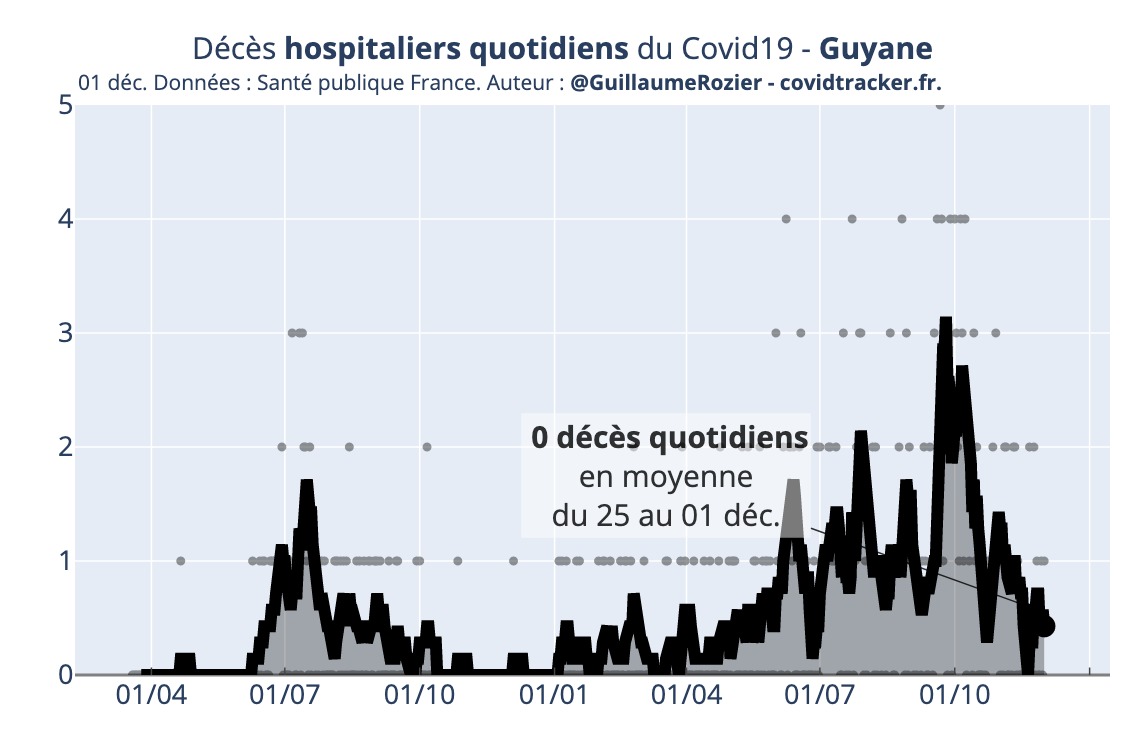 Décès hospitaliers quotidiens du Covid19 - Guyane
01 déc. Données : Santé publique France. Auteur : @GuillaumeRozier - covidtracker.fr.
5
4
3
2
1
0
0 décès quotidiens
en moyenne
du 25 au 01 déc.
01/04 01/07 01/10 01/01 01/04 01/07 01/10